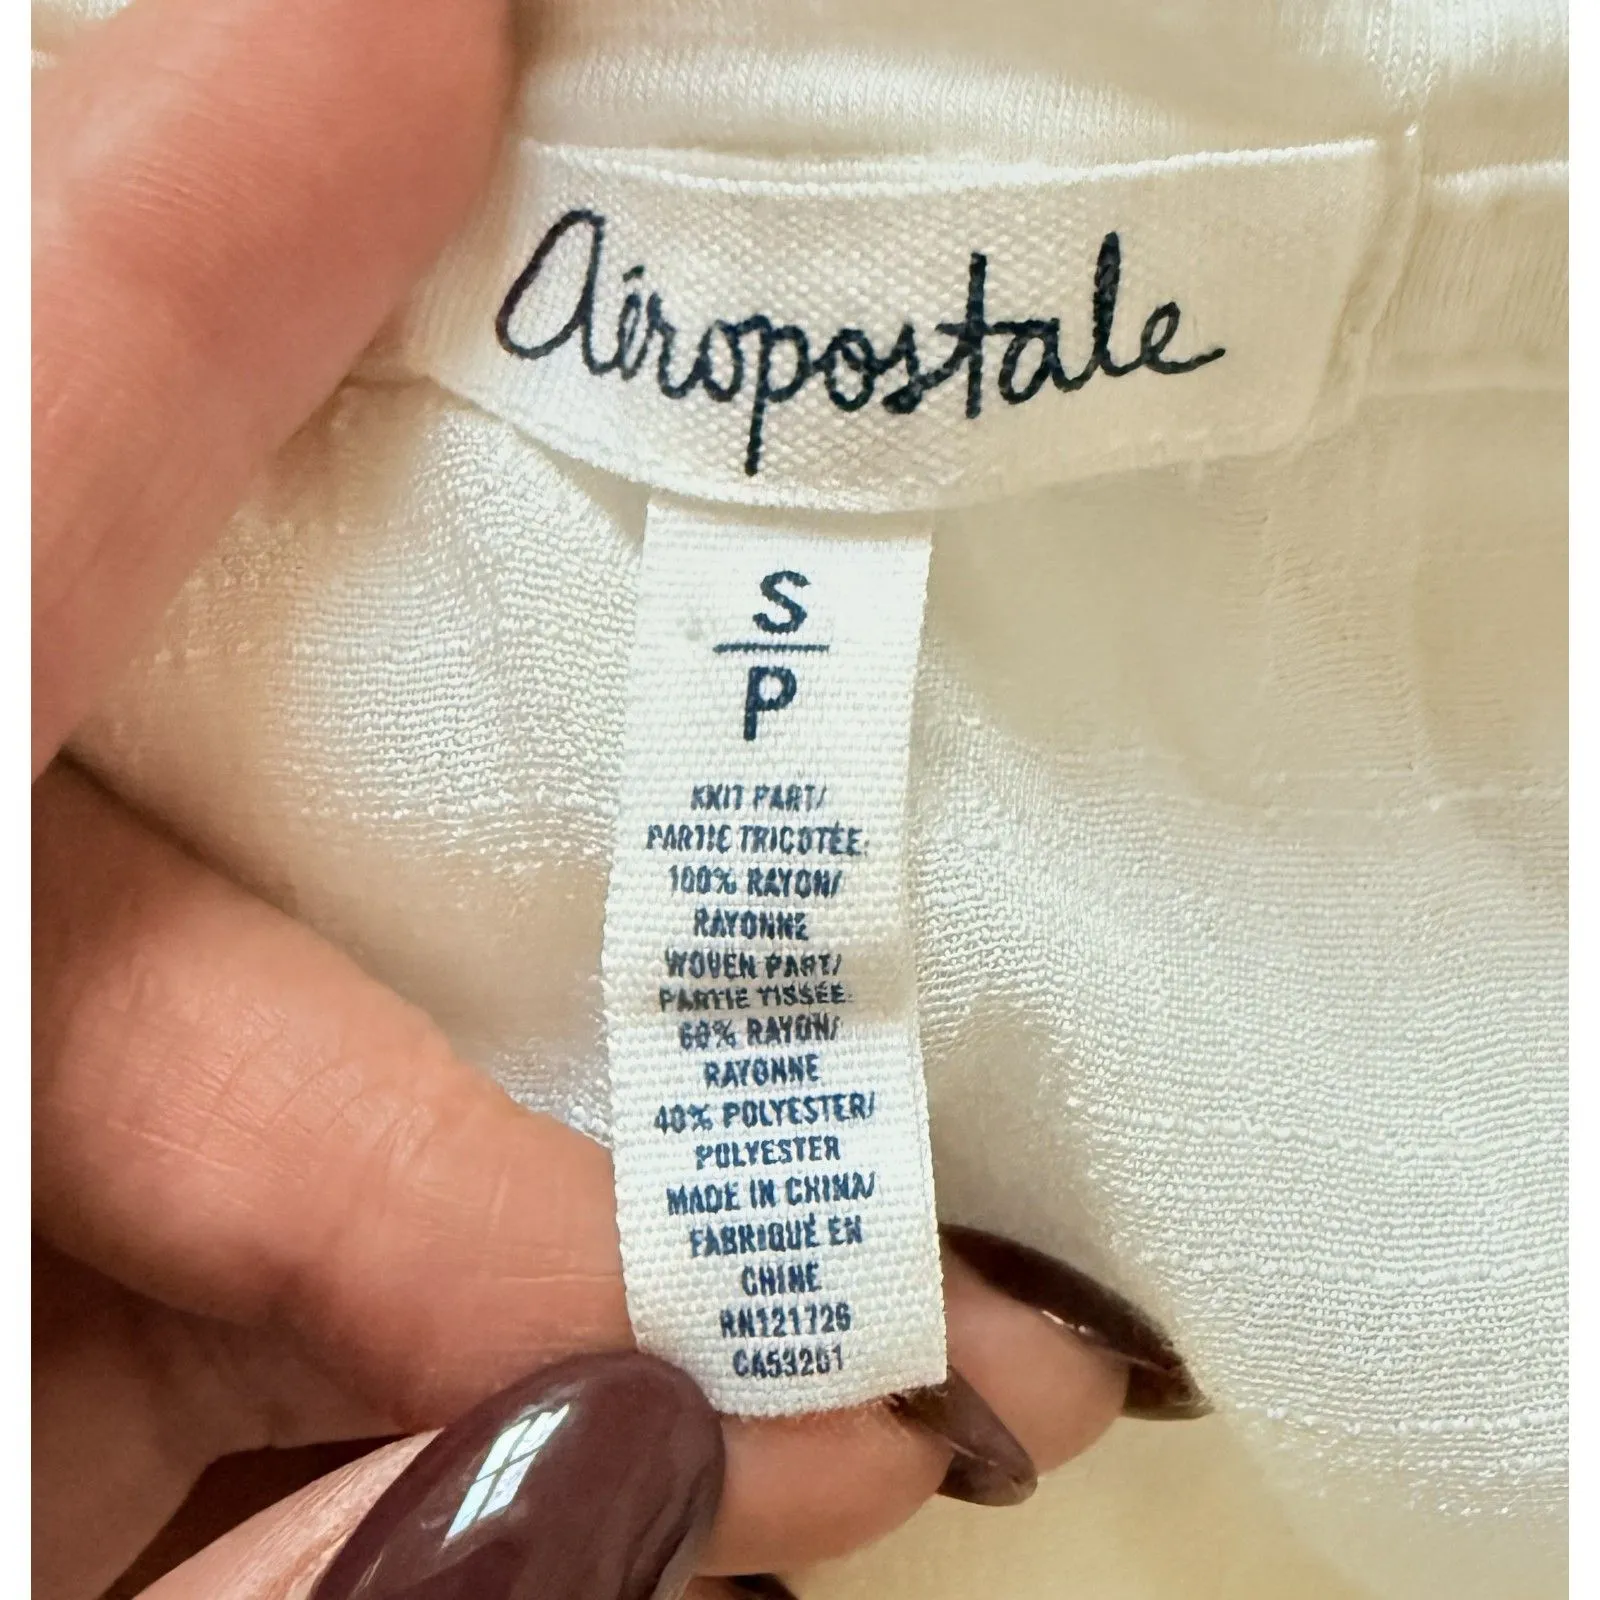 Aéropostale
S
P
KNIT PART/
PARTIE TRICOTÉE:
100% RAYON/
RAYONNE
WOVEN PART/
PARTIE TISSÉE:
60% RAYON/
RAYONNE
40% POLYESTER/
POLYESTER
MADE IN CHINA/
FABRIQUÉ EN
CHINE
RN121726
CA53201